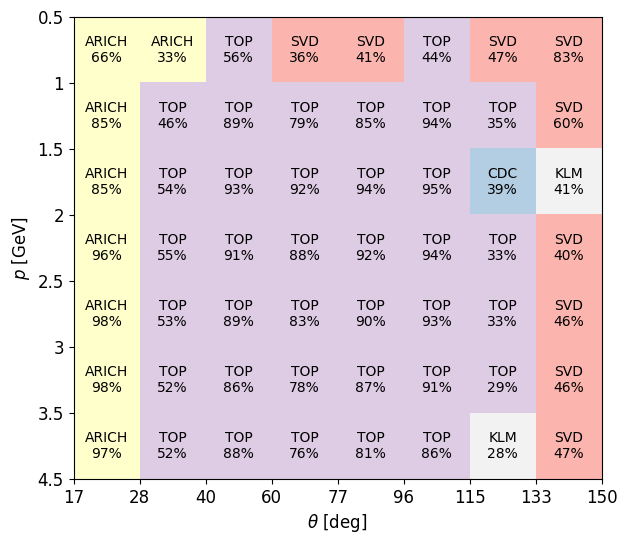 0.5
ARICH ARICH TOP SVD SVD TOP SVD SVD
66% 33% 56% 36% 41% 44% 47% 83%
1
ARICH TOP TOP TOP TOP TOP TOP SVD
85% 46% 89% 79% 85% 94% 35% 60%
1.5
ARICH TOP TOP TOP TOP TOP CDC KLM
85% 54% 93% 92% 94% 95% 39% 41%
2
ARICH TOP TOP TOP TOP TOP TOP SVD
96% 55% 91% 88% 92% 94% 33% 40%
p [GeV]
2.5
ARICH TOP TOP TOP TOP TOP TOP SVD
98% 53% 89% 83% 90% 93% 33% 46%
3
ARICH TOP TOP TOP TOP TOP TOP SVD
98% 52% 86% 78% 87% 91% 29% 46%
3.5
ARICH TOP TOP TOP TOP TOP KLM SVD
97% 52% 88% 76% 81% 86% 28% 47%
4.5
17 28 40 60 77 96 115 133 150
θ [deg]